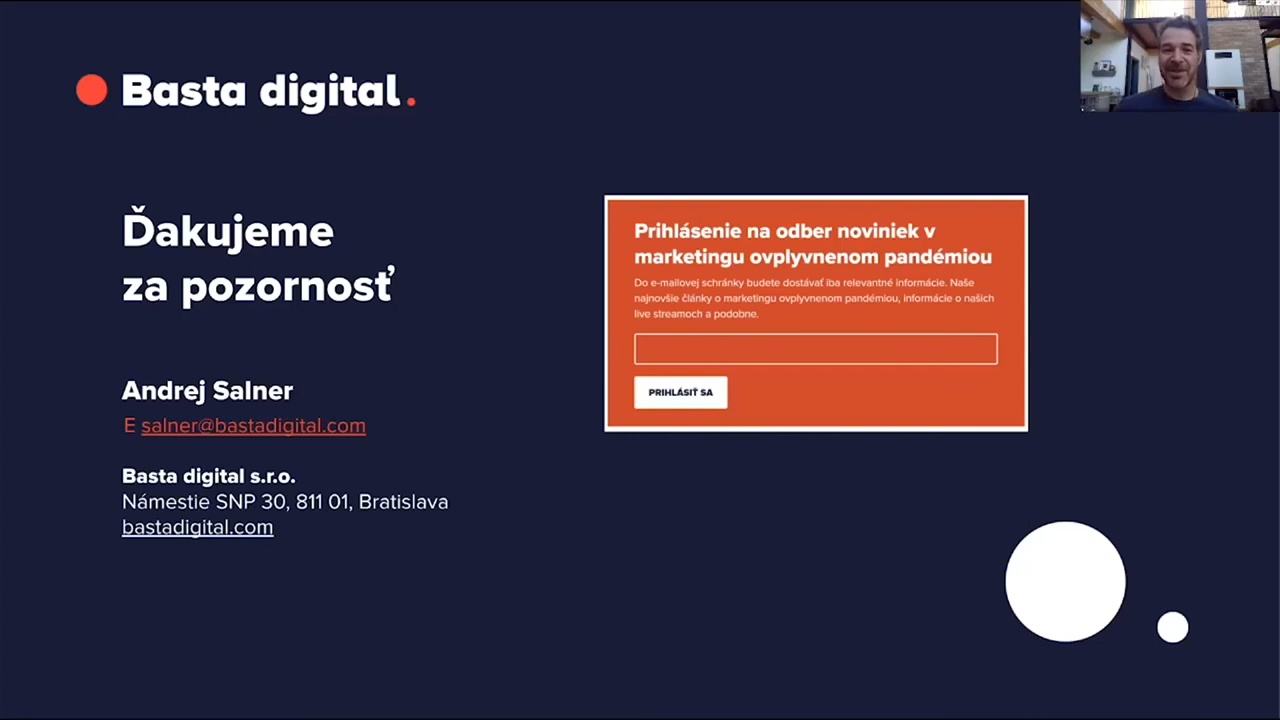 Basta digital.
Ďakujeme
za pozornosť
Andrej Salner
E salner@bastadigital.com
Basta digital s.r.o.
Námestie SNP 30, 811 01, Bratislava
bastadigital.com
Prihlásenie na odber noviniek v
marketingu ovplyvnenom pandémiou
Do e-mailovej schránky budete dostávať iba relevantné informácie. Naše
najnovšie články o marketingu ovplyvnenom pandémiou, informácie o našich
live streamoch a podobne.
PRIHLÁSIŤ SA